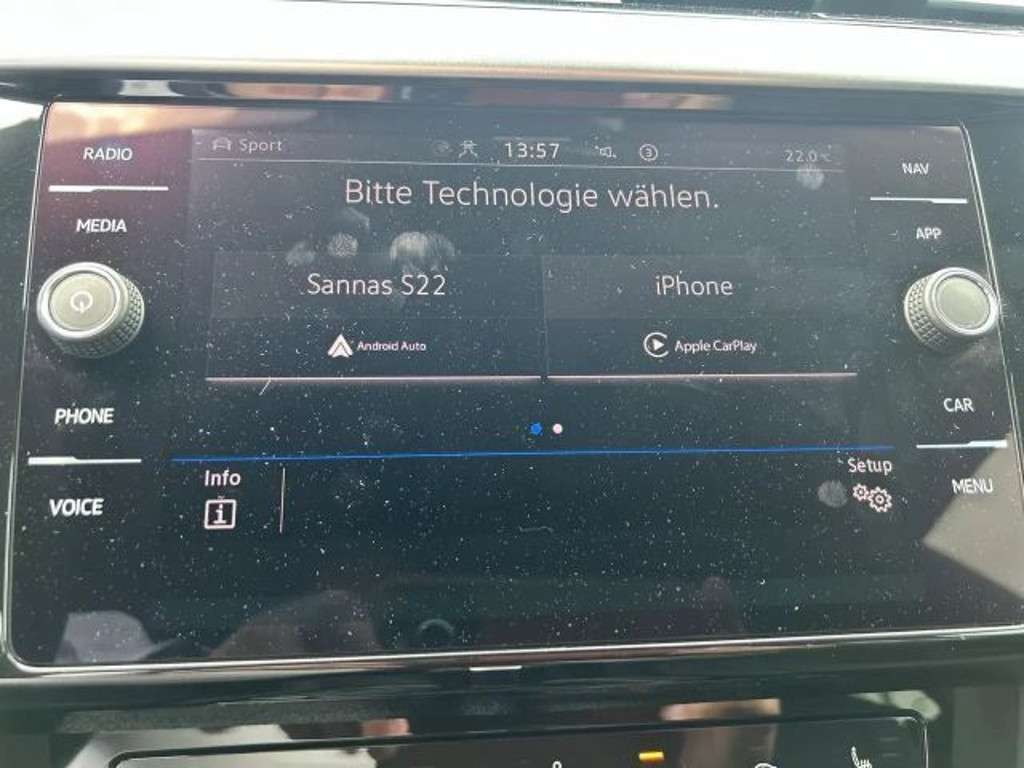 RADIO
MEDIA
PHONE
VOICE
Sport
13:57
3
22.0°C
Bitte Technologie wählen.
Sannas S22
Android Auto
iPhone
Apple CarPlay
Info
i
Setup
NAV
APP
CAR
MENU